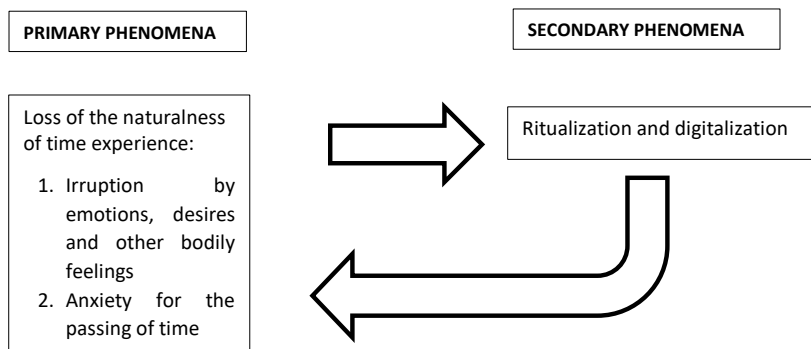 PRIMARY PHENOMENA
SECONDARY PHENOMENA
Loss of the naturalness
of time experience:
1. Irruption by
emotions, desires
and other bodily
feelings
2. Anxiety for the
passing of time
Ritualization and digitalization